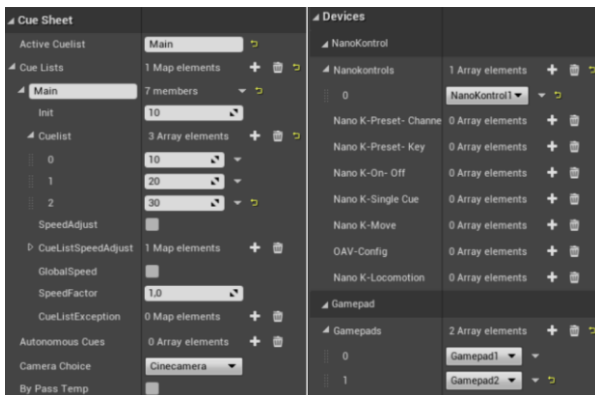 Cue Sheet
Active Cuelist Main
Cue Lists 1 Map elements
Main 7 members
Init 10
Cuelist 3 Array elements
0 10
1 20
2 30
SpeedAdjust
CueListSpeedAdjust 1 Map elements
GlobalSpeed
SpeedFactor 1,0
CueListException 0 Map elements
Autonomous Cues 0 Array elements
Camera Choice Cinecamera
By Pass Temp
Devices
NanoKontrol
Nanokontrols 1 Array elements
0 NanoKontrol1
Nano K-Preset- Channe 0 Array elements
Nano K-Preset- Key 0 Array elements
Nano K-On- Off 0 Array elements
Nano K-Single Cue 0 Array elements
Nano K-Move 0 Array elements
OAV-Config 0 Array elements
Nano K-Locomotion 0 Array elements
Gamepad
Gamepads 2 Array elements
0 Gamepad1
1 Gamepad2